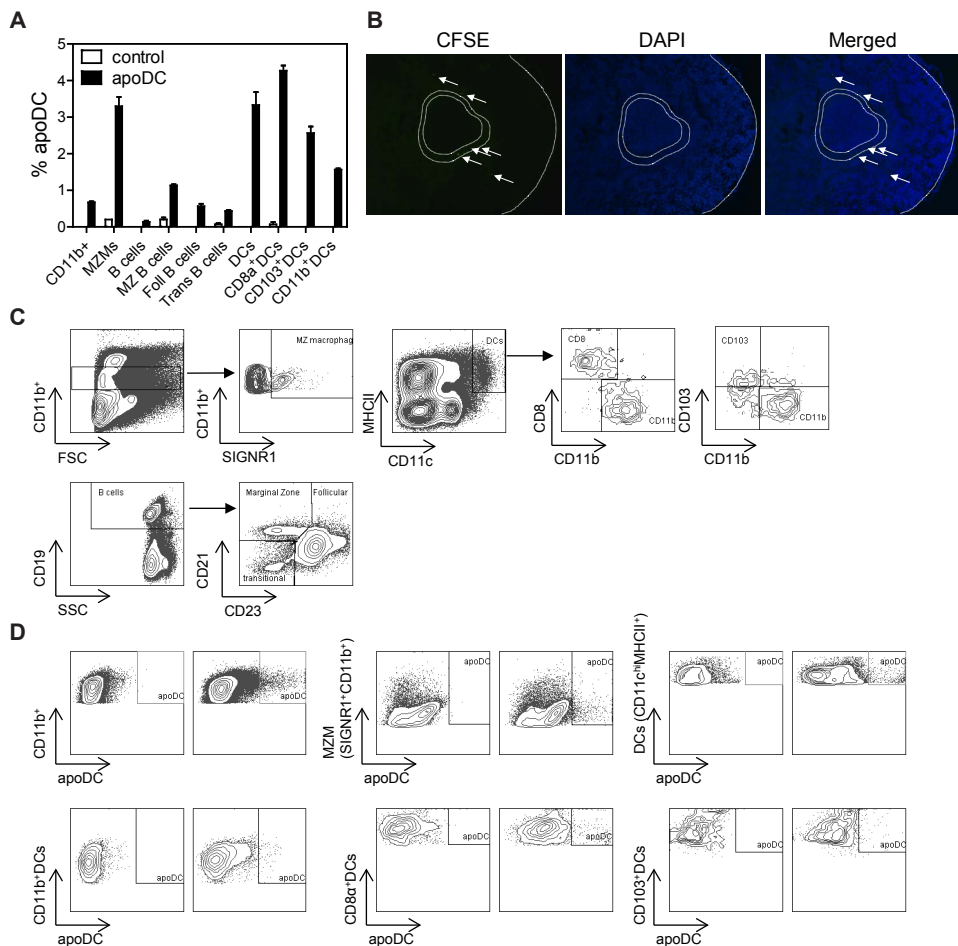 A
5
4
3
2
1
0
% apoDC
control
apoDC
CD11b+
MZMs
B cells
MZ B cells
Foll B cells
Trans B cells
DCs
CD8a+DCs
CD103+DCs
CD11b+DCs
B
CFSE
DAPI
Merged
C
CD11b+
FSC
MZ macrophag
CD11b+
SIGNR1
DCs
MHCII
CD11c
CD8
CD11b
CD8
CD11b
CD103
CD11b
CD103
CD11b
B cells
CD19
SSC
Marginal Zone
Follicular
transitional
CD21
CD23
D
CD11b+
apoDC
apoDC
apoDC
MZM
(SIGNR1+CD11b+)
apoDC
apoDC
apoDC
DCs (CD11chiMHCII+)
apoDC
apoDC
apoDC
CD11b+DCs
apoDC
apoDC
apoDC
CD8α+DCs
apoDC
apoDC
apoDC
CD103+DCs
apoDC
apoDC
apoDC